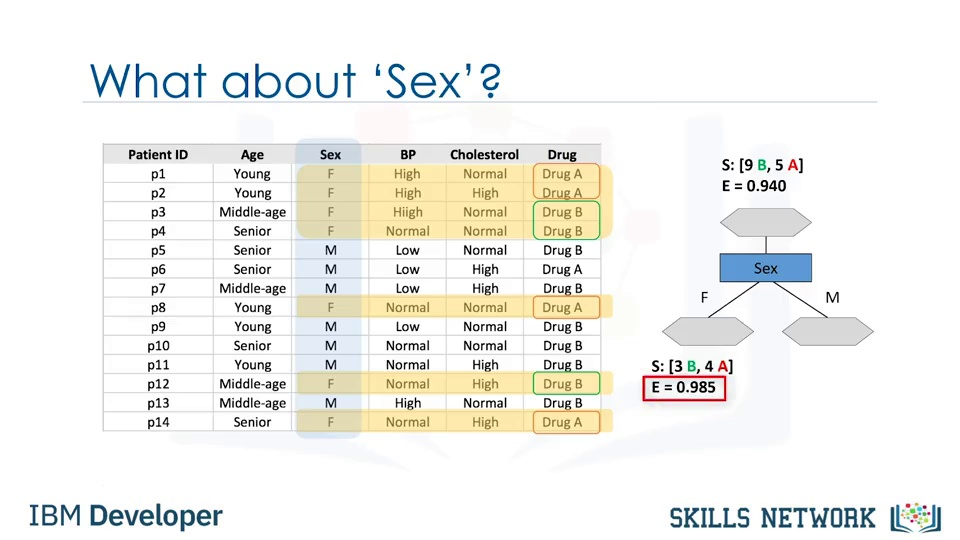 What about ‘Sex’?
Patient ID Age Sex BP Cholesterol Drug
p1 Young F High Normal Drug A
p2 Young F High High Drug A
p3 Middle-age F Hiigh Normal Drug B
p4 Senior F Normal Normal Drug B
p5 Senior M Low Normal Drug B
p6 Senior M Low High Drug A
p7 Middle-age M Low High Drug B
p8 Young F Normal Normal Drug A
p9 Young M Low Normal Drug B
p10 Senior M Normal Normal Drug B
p11 Young M Normal High Drug B
p12 Middle-age F Normal High Drug B
p13 Middle-age M High Normal Drug B
p14 Senior F Normal High Drug A
S: [9 B, 5 A]
E = 0.940
Sex
F M
S: [3 B, 4 A]
E = 0.985
IBM Developer
SKILLS NETWORK